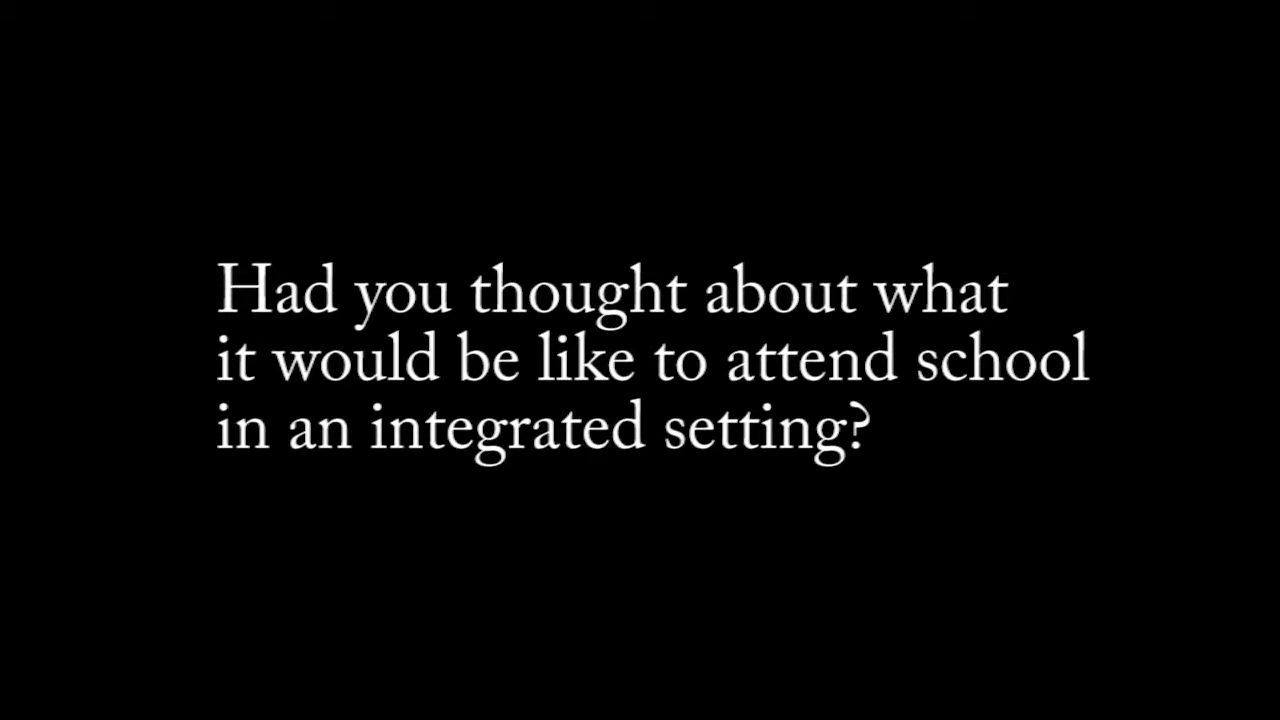 Had you thought about what
it would be like to attend school
in an integrated setting?